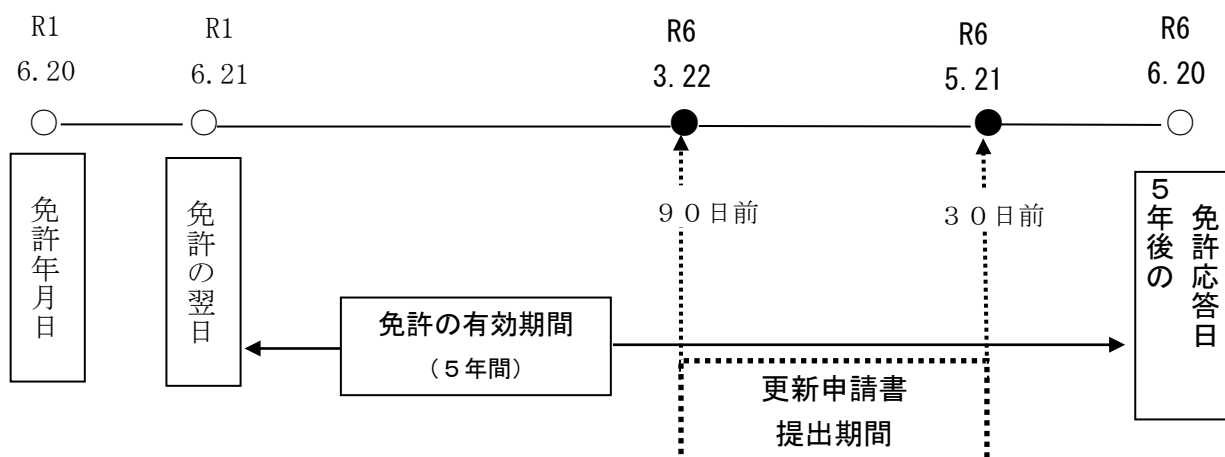 R1
6.20
R1
6.21
R6
3.22
R6
5.21
R6
6.20
免許年月日
免許の翌日
９０日前
３０日前
免許応答日
５年後の
免許の有効期間
（５年間）
更新申請書
提出期間